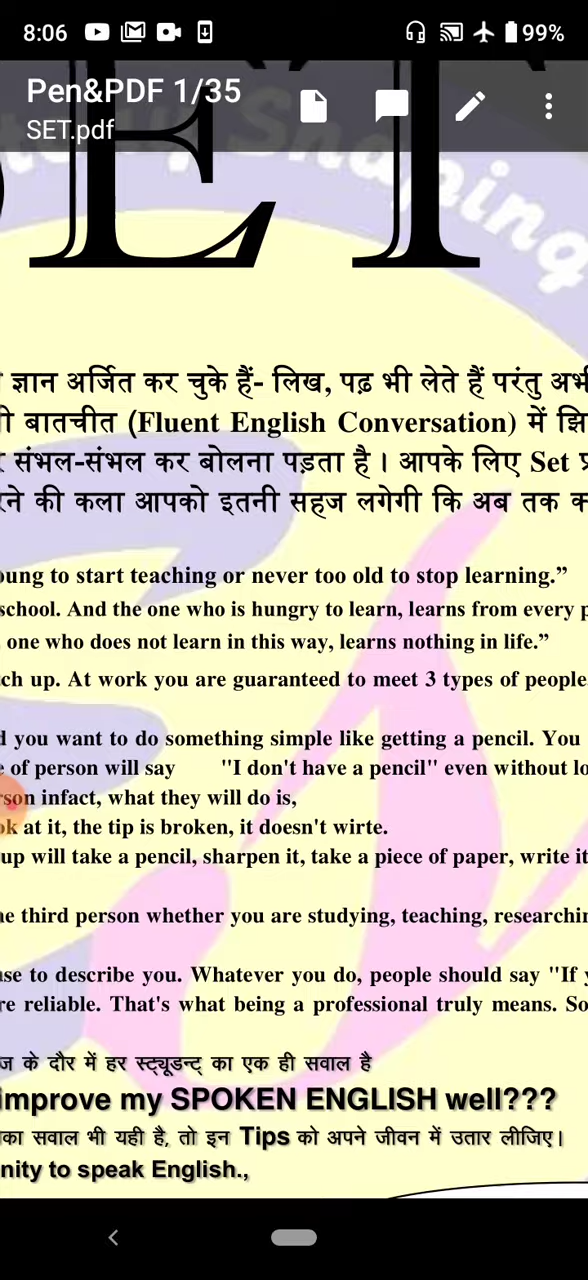 8:06
99%
Pen&PDF 1/35
SET.pdf
ET
Shaping
ज्ञान अर्जित कर चुके हैं- लिख, पढ़ भी लेते हैं परंतु अभ
बातचीत (Fluent English Conversation) में झि
संभल-संभल कर बोलना पड़ता है । आपके लिए Set प्र
रने की कला आपको इतनी सहज लगेगी कि अब तक क
oung to start teaching or never too old to stop learning.”
school. And the one who is hungry to learn, learns from every p
one who does not learn in this way, learns nothing in life.”
ch up. At work you are guaranteed to meet 3 types of people
d you want to do something simple like getting a pencil. You
e of person will say "I don't have a pencil" even without lo
rson infact, what they will do is,
ok at it, the tip is broken, it doesn't wirte.
up will take a pencil, sharpen it, take a piece of paper, write it
he third person whether you are studying, teaching, researchin
ase to describe you. Whatever you do, people should say "If y
re reliable. That's what being a professional truly means. So
ज के दौर में हर स्ट्यूडन्ट् का एक ही सवाल है
improve my SPOKEN ENGLISH well???
का सवाल भी यही है, तो इन Tips को अपने जीवन में उतार लीजिए।
nity to speak English.,